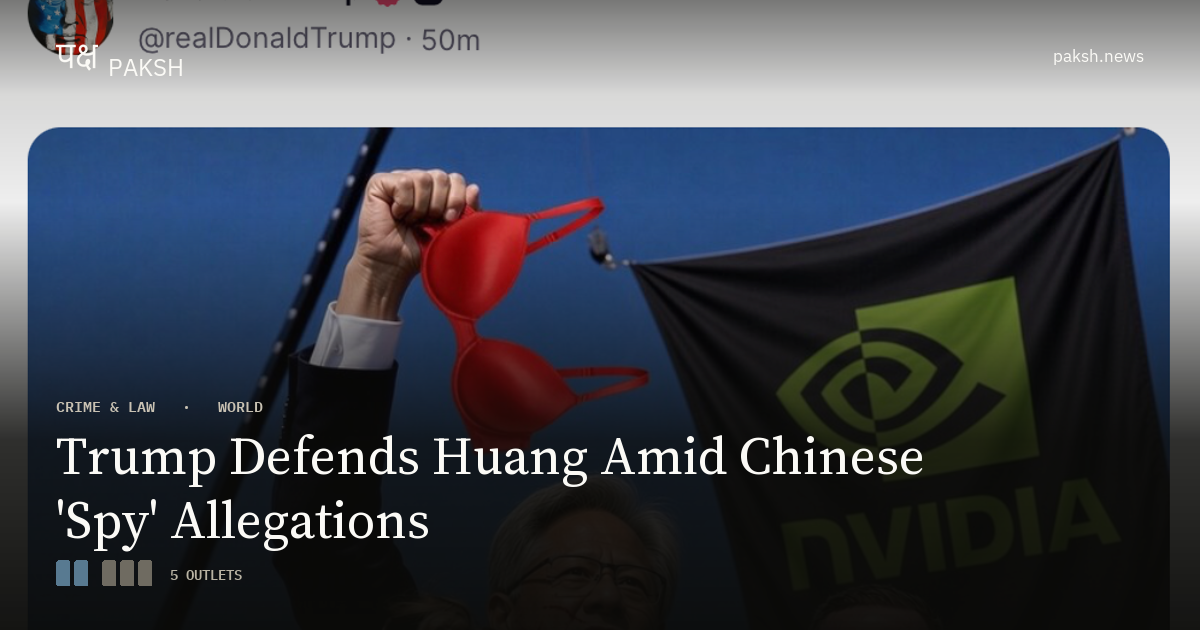 @realDonaldTrump · 50m
पक्ष PAKSH
paksh.news
NVIDIA
CRIME & LAW · WORLD
Trump Defends Huang Amid Chinese
'Spy' Allegations
5 OUTLETS